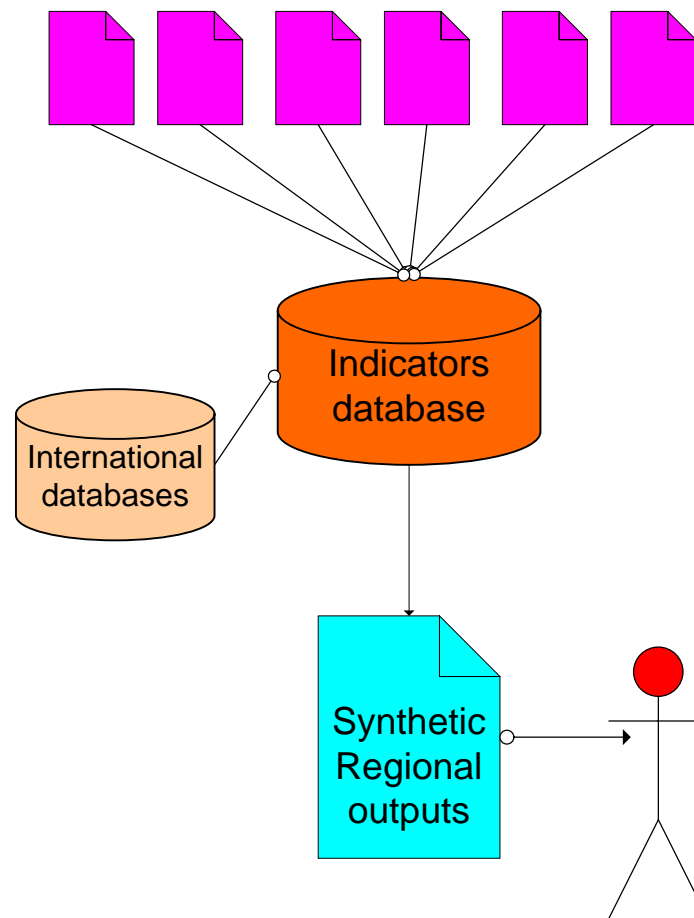 Indicators
database
International
databases
Synthetic
Regional
outputs